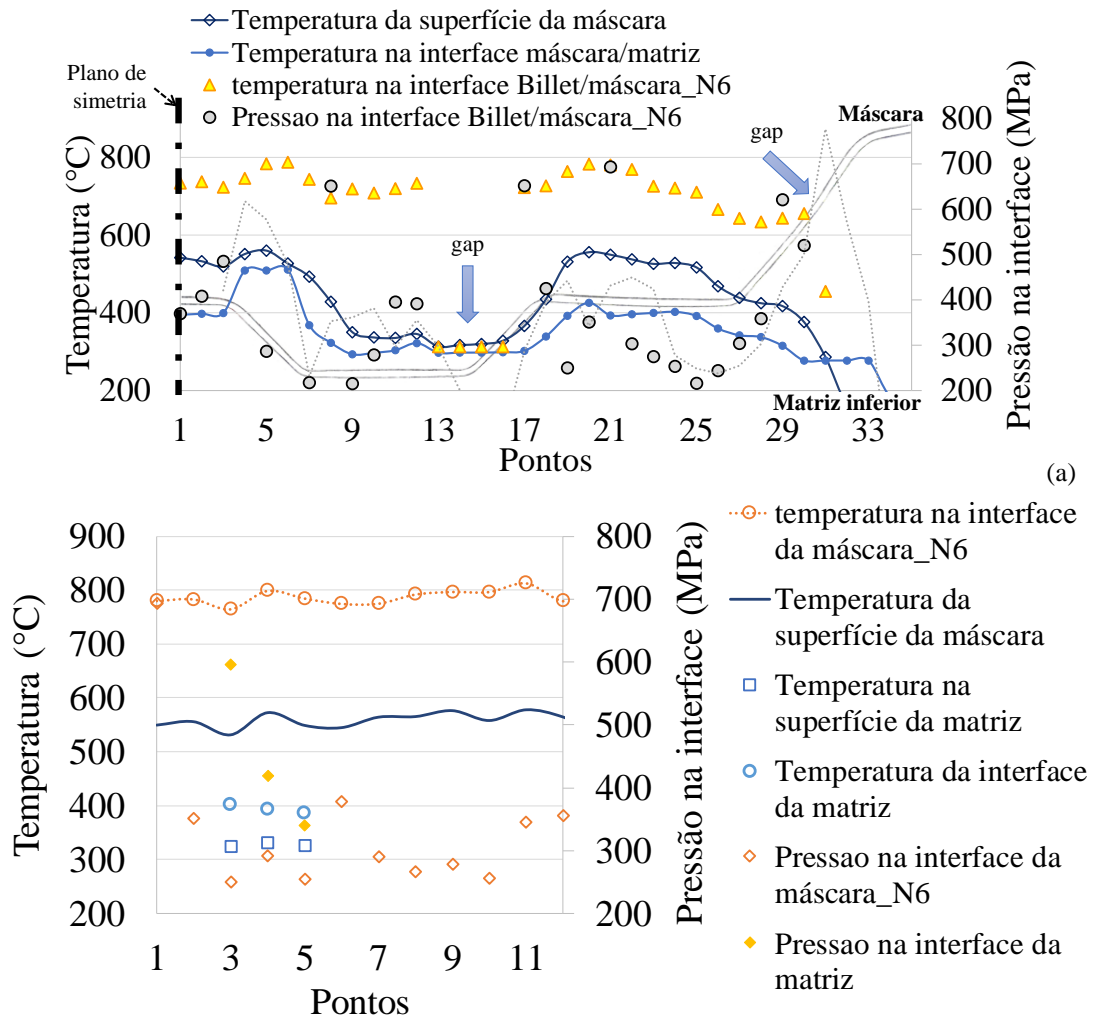 Temperatura da superfície da máscara
Temperatura na interface máscara/matriz
temperatura na interface Billet/máscara_N6
Pressao na interface Billet/máscara_N6
Plano de
simetria
Temperatura (°C)
800
600
400
200
gap
gap
Máscara
Matriz inferior
800
700
600
500
400
300
200
Pressão na interface (MPa)
1 5 9 13 17 21 25 29 33
Pontos
(a)
Temperatura (°C)
900
800
700
600
500
400
300
200
800
700
600
500
400
300
200
Pressão na interface (MPa)
1 3 5 7 9 11
Pontos
temperatura na interface
da máscara_N6
Temperatura da
superfície da máscara
Temperatura na
superfície da matriz
Temperatura da interface
da matriz
Pressao na interface da
máscara_N6
Pressao na interface da
matriz